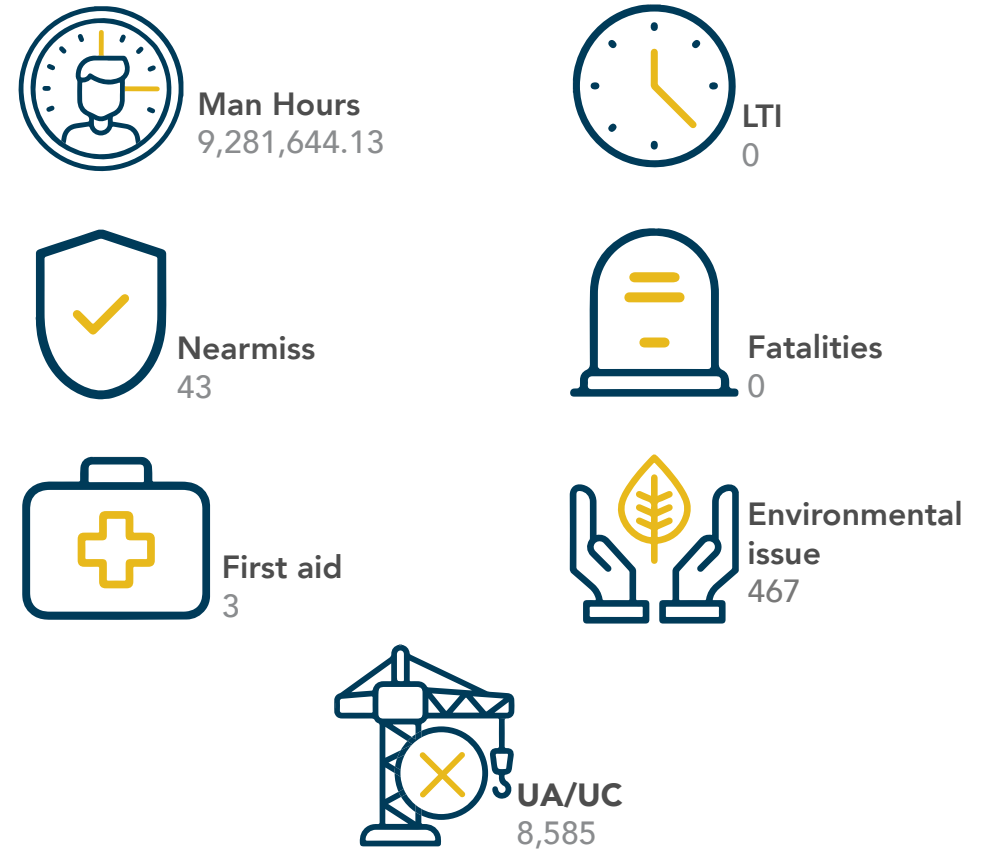 Man Hours
9,281,644.13
LTI
0
Nearmiss
43
Fatalities
0
First aid
3
Environmental
issue
467
UA/UC
8,585